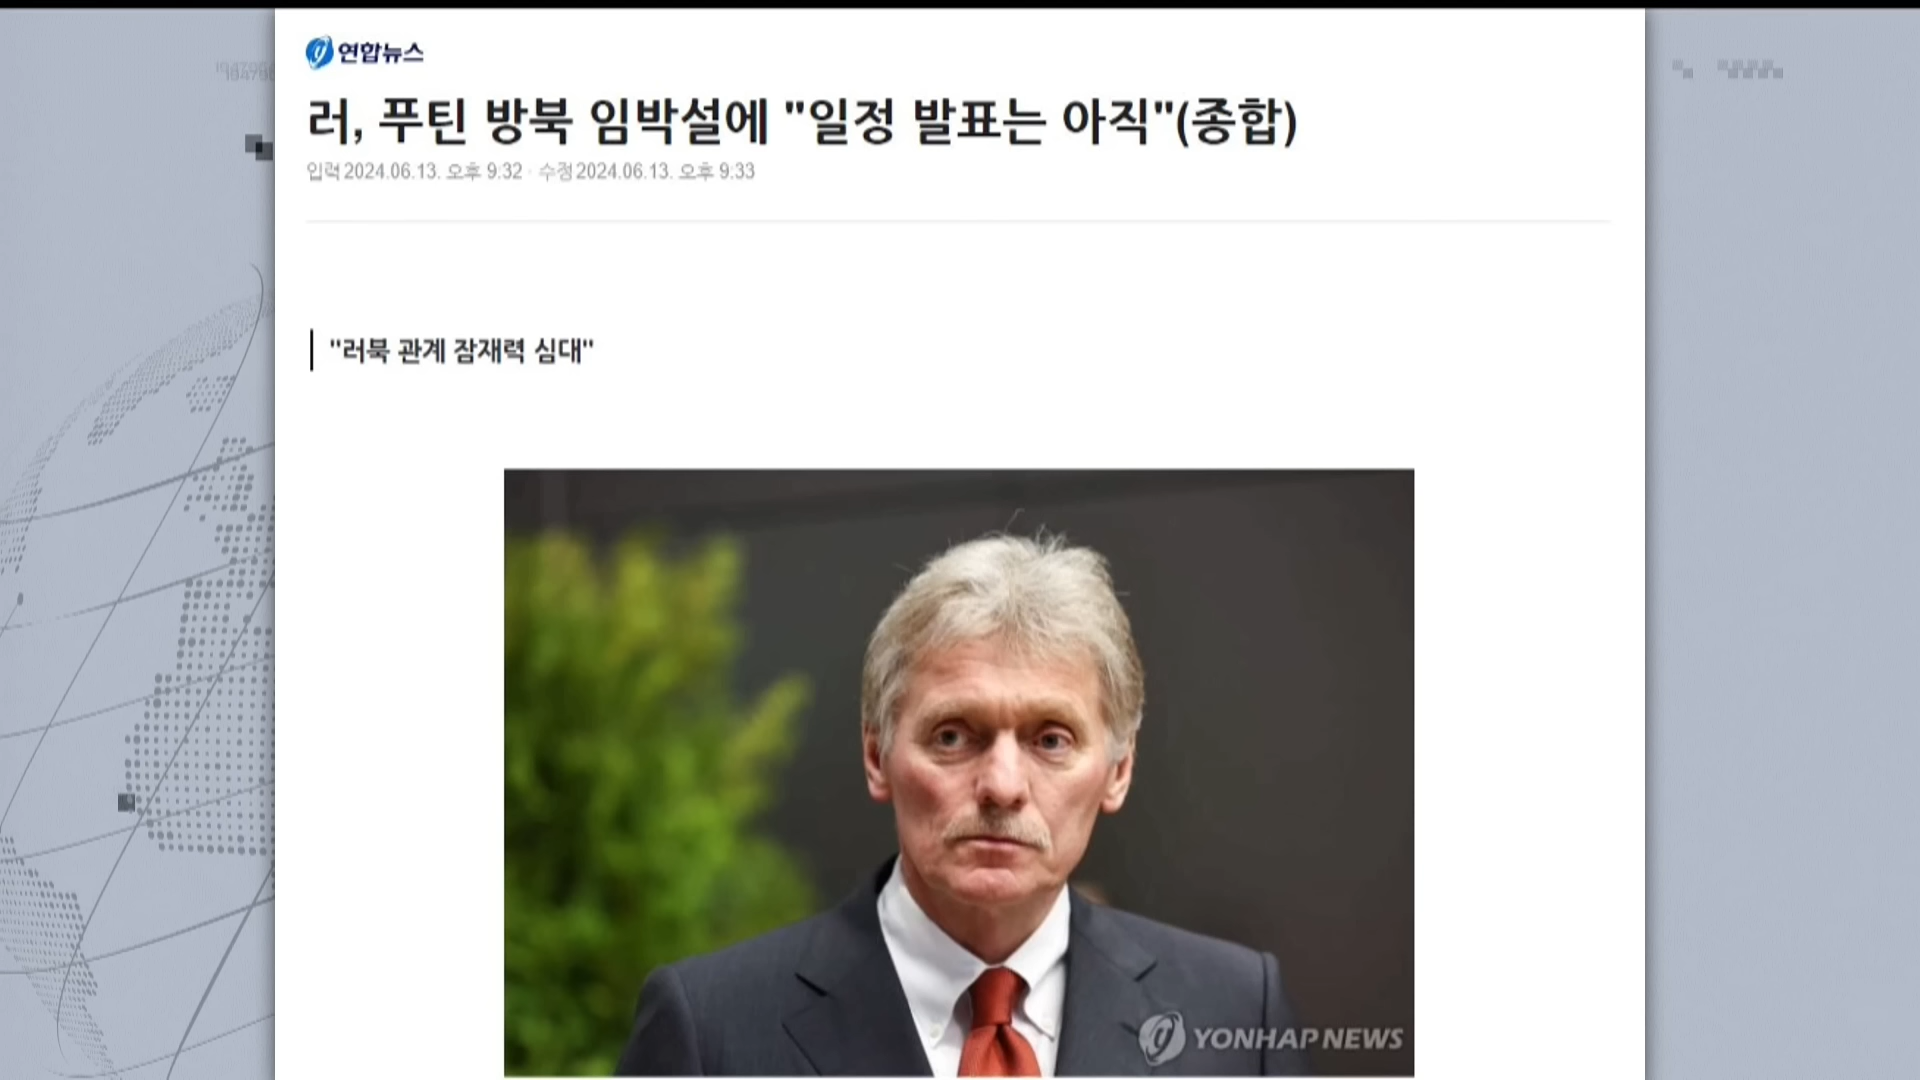 연합뉴스
러, 푸틴 방북 임박설에 "일정 발표는 아직"(종합)
입력 2024.06.13. 오후 9:32 · 수정 2024.06.13. 오후 9:33
"러북 관계 잠재력 심대"
YONHAP NEWS